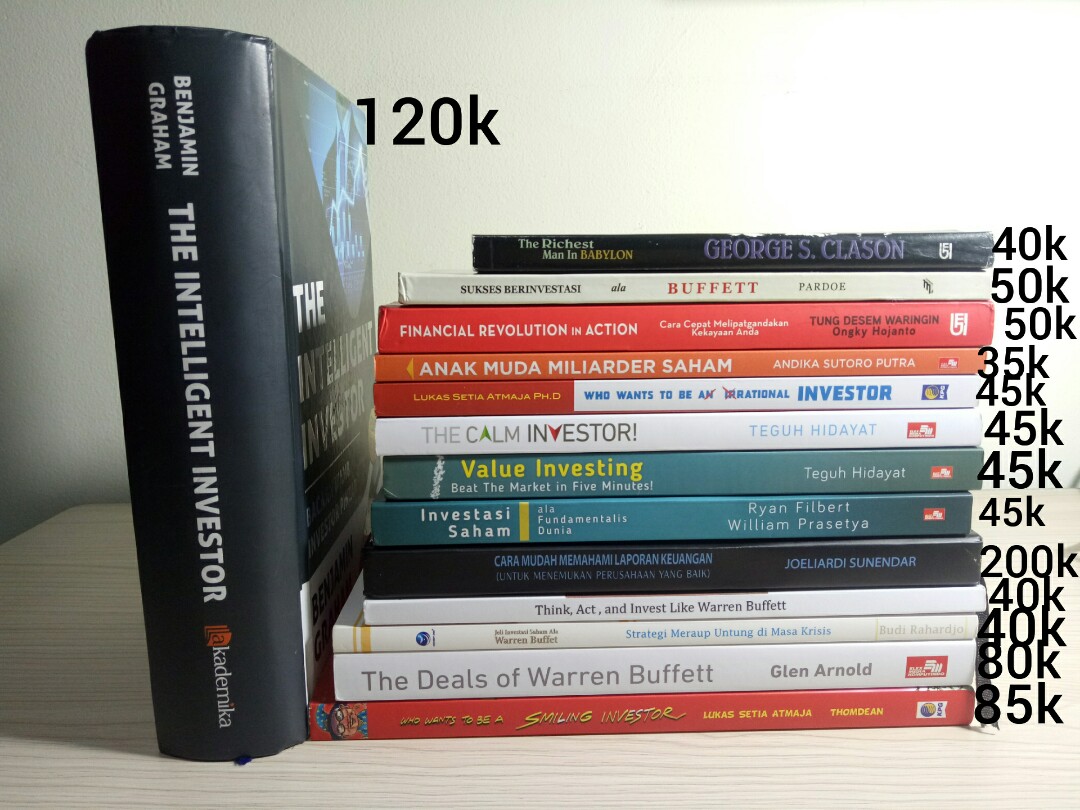 BENJAMIN
GRAHAM
THE INTELLIGENT INVESTOR
akademika
THE
INTELLIGENT
INVESTOR
BENJAMIN
120k
The Richest
Man In BABYLON
GEORGE S. CLASON
40k
SUKSES BERINVESTASI ala BUFFETT PARDOE
50k
FINANCIAL REVOLUTION IN ACTION
Cara Cepat Melipatgandakan
Kekayaan Anda
TUNG DESEM WARINGIN
Ongky Hojanto
50k
ANAK MUDA MILIARDER SAHAM ANDIKA SUTORO PUTRA
35k
LUKAS SETIA ATMAJA PH.D WHO WANTS TO BE AN IRRATIONAL INVESTOR
45k
THE CALM INVESTOR! TEGUH HIDAYAT
45k
Value Investing
Beat The Market in Five Minutes!
Teguh Hidayat
45k
Investasi
Saham
ala
Fundamentalis
Dunia
Ryan Filbert
William Prasetya
45k
CARA MUDAH MEMAHAMI LAPORAN KEUANGAN
(UNTUK MENEMUKAN PERUSAHAAN YANG BAIK)
JOELIARDI SUNENDAR
200k
Think, Act, and Invest Like Warren Buffett
40k
Jeli Investasi Saham Ala
Warren Buffet
Strategi Meraup Untung di Masa Krisis
Budi Rahardjo
40k
The Deals of Warren Buffett Glen Arnold
80k
WHO WANTS TO BE A SMILING INVESTOR LUKAS SETIA ATMAJA THOMDEAN
KPG
85k